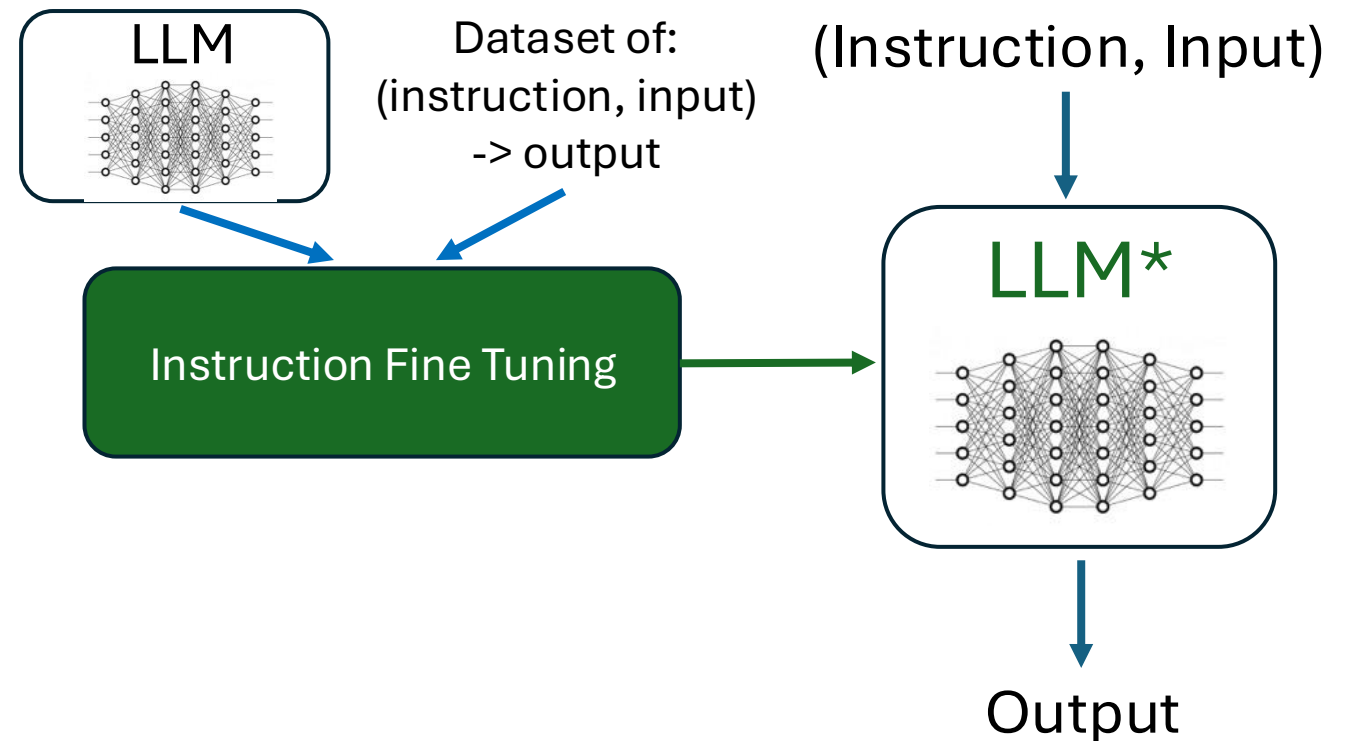 LLM
Dataset of:
(instruction, input)
-> output
(Instruction, Input)
Instruction Fine Tuning
LLM*
Output